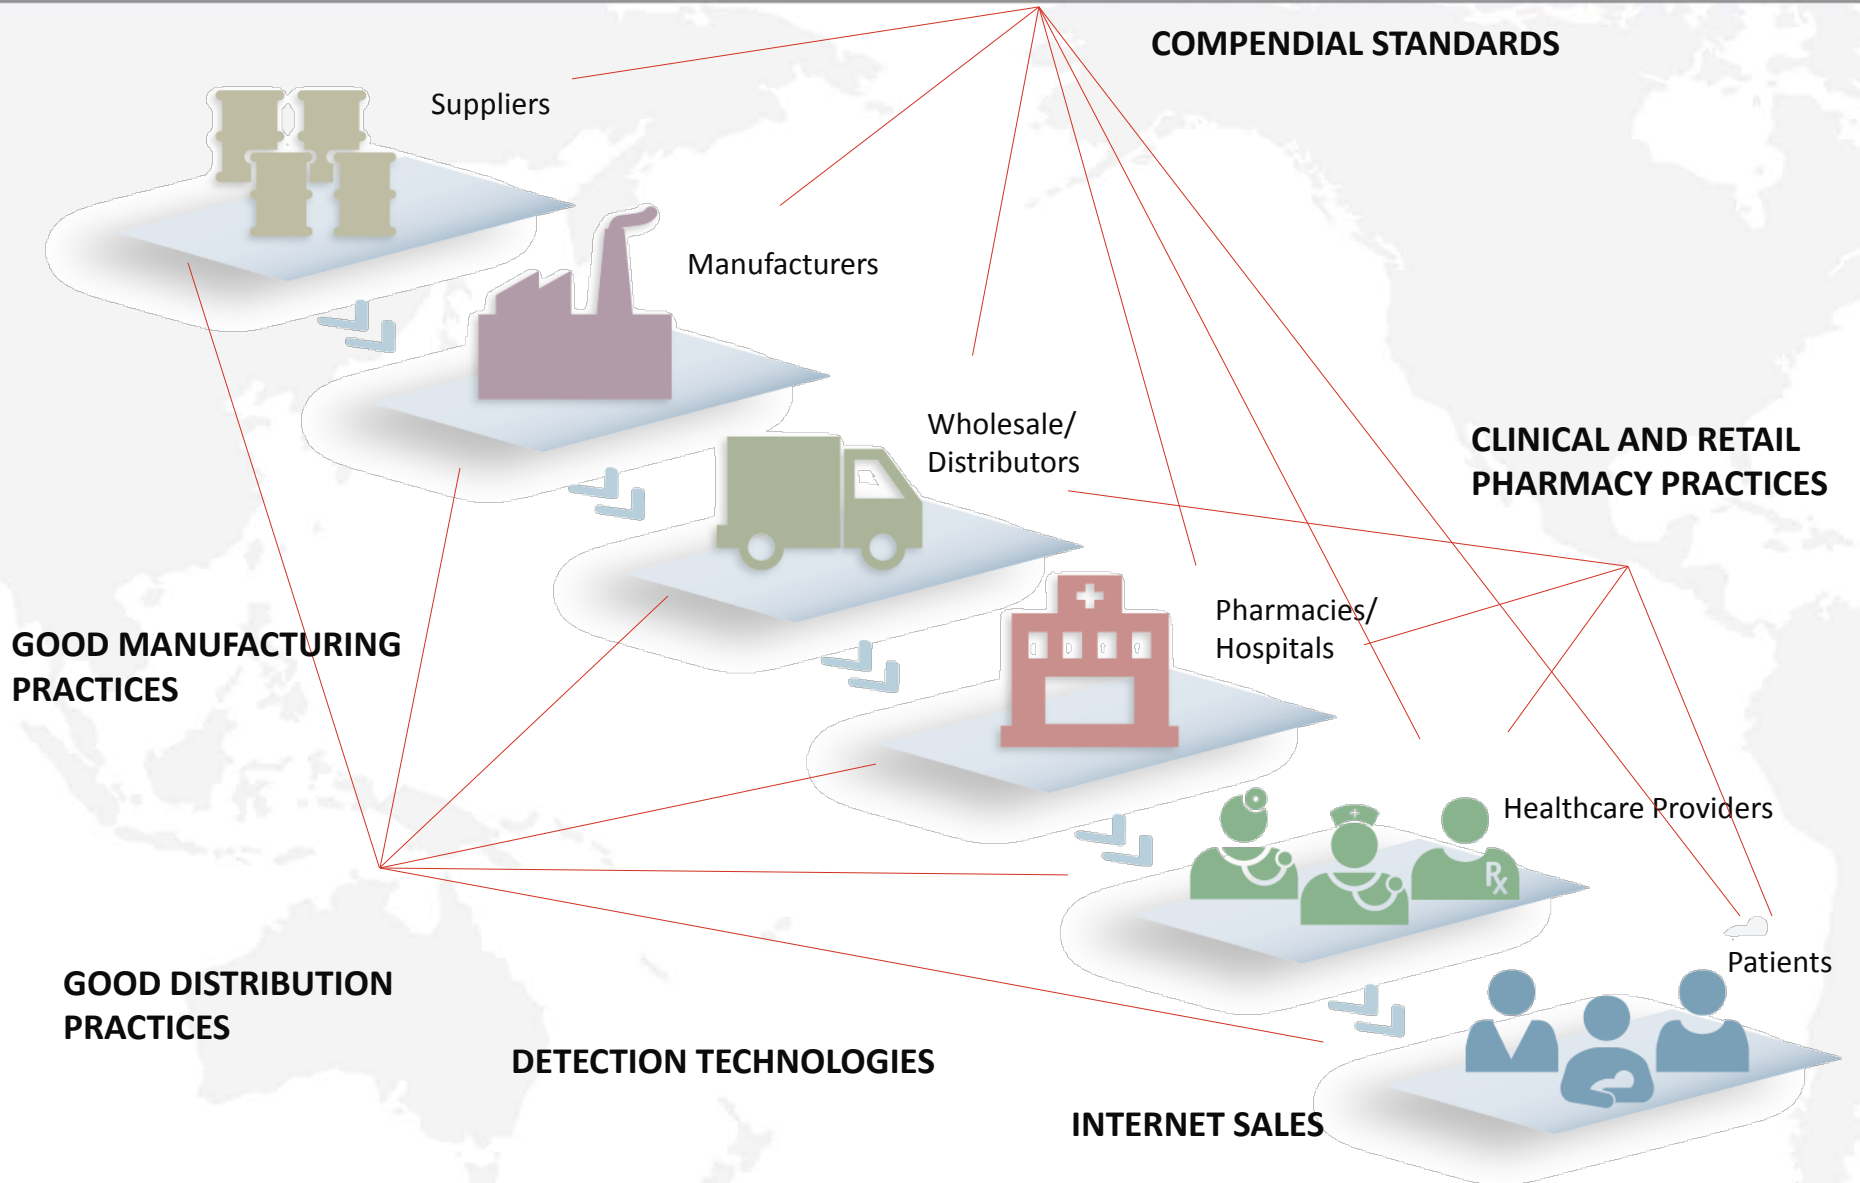 COMPENDIAL STANDARDS
Suppliers
Manufacturers
Wholesale/
Distributors
CLINICAL AND RETAIL
PHARMACY PRACTICES
Pharmacies/
Hospitals
GOOD MANUFACTURING
PRACTICES
Healthcare Providers
Rx
Patients
GOOD DISTRIBUTION
PRACTICES
DETECTION TECHNOLOGIES
INTERNET SALES